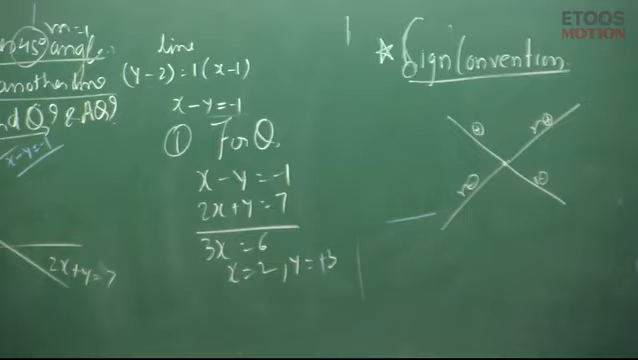 m=-1
45° angle
another line
Q? & AQ?
x-y=-1
2x+y=7
line
(y-2)=1(x-1)
x-y=-1
① For Q.
x-y=-1
2x+y=7
3x=6
x=2, y=+3
ETOOS
MOTION
* Sign Convention